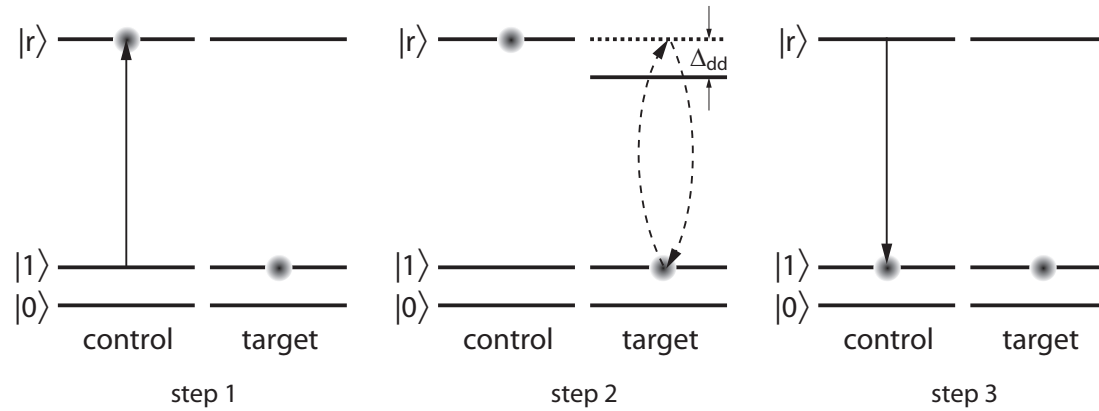 |r⟩ |r⟩ Δdd |r⟩
|1⟩ |1⟩ |1⟩
|0⟩ |0⟩ |0⟩
control target control target control target
step 1 step 2 step 3